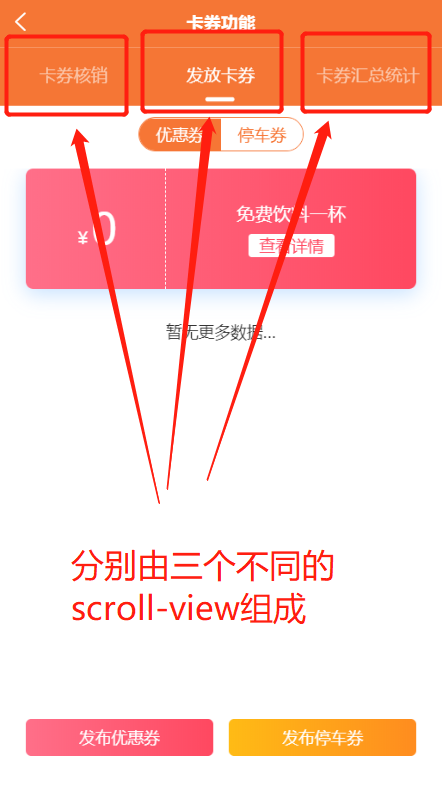 卡券功能
卡券核销 发放卡券 卡券汇总统计
优惠券 停车券
¥0
免费饮料一杯
查看详情
暂无更多数据...
分别由三个不同的
scroll-view组成
发布优惠券 发布停车券